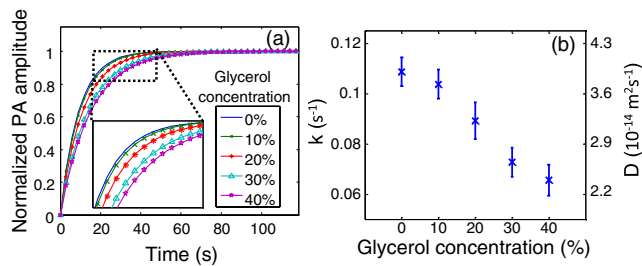 (a)
Normalized PA amplitude
1
0.8
0.6
0.4
0.2
0
0 20 40 60 80 100
Time (s)
Glycerol
concentration
0%
10%
20%
30%
40%
(b)
k (s⁻¹)
0.12
0.1
0.08
0.06
0 10 20 30 40
Glycerol concentration (%)
4.3
3.6
2.9
2.2
D (10⁻¹⁴ m²s⁻¹)